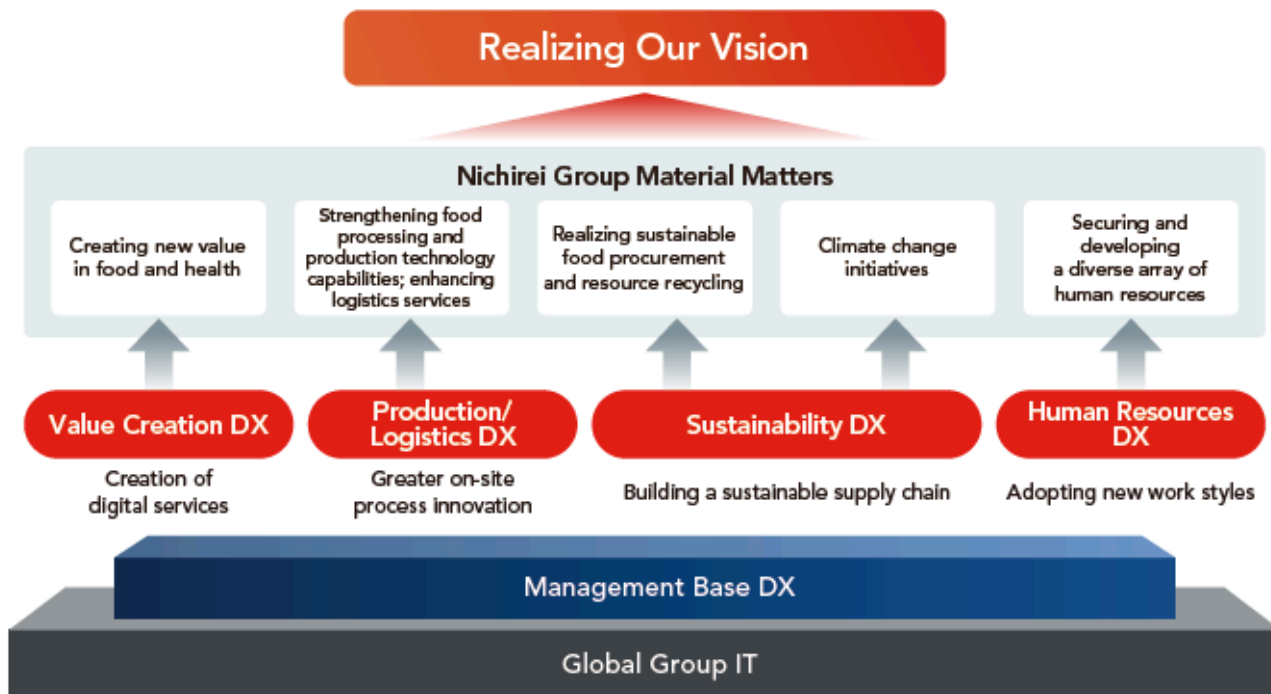 Realizing Our Vision
Nichirei Group Material Matters
Creating new value
in food and health
Strengthening food
processing and
production technology
capabilities; enhancing
logistics services
Realizing sustainable
food procurement
and resource recycling
Climate change
initiatives
Securing and
developing
a diverse array of
human resources
Value Creation DX
Creation of
digital services
Production/
Logistics DX
Greater on-site
process innovation
Sustainability DX
Building a sustainable supply chain
Human Resources
DX
Adopting new work styles
Management Base DX
Global Group IT